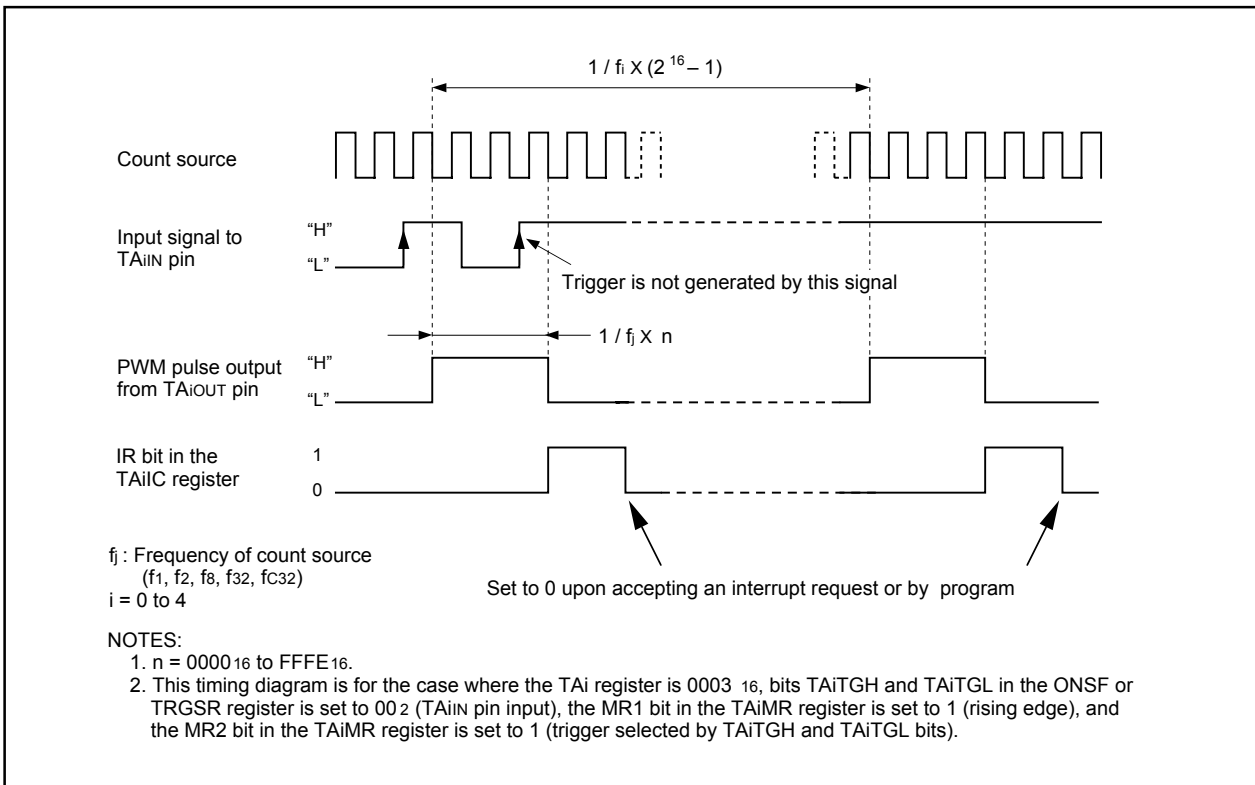 1 / fi X (2 16 – 1)
Count source
Input signal to
TAiIN pin
“H”
“L”
Trigger is not generated by this signal
1 / fj X n
PWM pulse output
from TAiOUT pin
“H”
“L”
IR bit in the
TAiIC register
1
0
fj : Frequency of count source
(f1, f2, f8, f32, fC32)
i = 0 to 4
Set to 0 upon accepting an interrupt request or by program
NOTES:
1. n = 000016 to FFFE16.
2. This timing diagram is for the case where the TAi register is 0003 16, bits TAiTGH and TAiTGL in the ONSF or
TRGSR register is set to 00 2 (TAiIN pin input), the MR1 bit in the TAiMR register is set to 1 (rising edge), and
the MR2 bit in the TAiMR register is set to 1 (trigger selected by TAiTGH and TAiTGL bits).